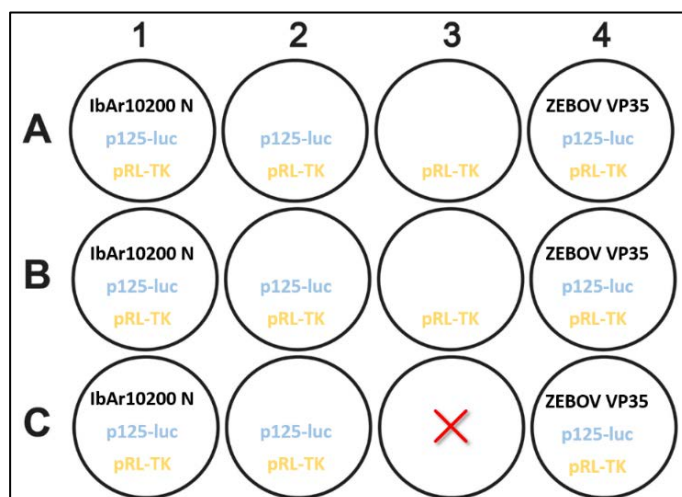 1 2 3 4
A
IbAr10200 N
p125-luc
pRL-TK
p125-luc
pRL-TK
pRL-TK
ZEBOV VP35
p125-luc
pRL-TK
B
IbAr10200 N
p125-luc
pRL-TK
p125-luc
pRL-TK
pRL-TK
ZEBOV VP35
p125-luc
pRL-TK
C
IbAr10200 N
p125-luc
pRL-TK
p125-luc
pRL-TK
ZEBOV VP35
p125-luc
pRL-TK